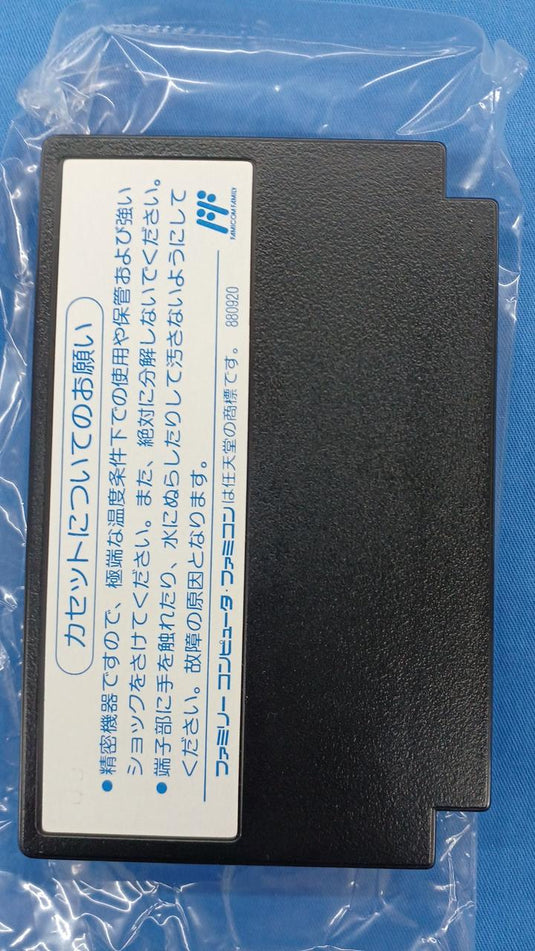 カセットについてのお願い
●精密機器ですので、極端な温度条件下での使用や保管および強い
ショックをさけてください。また、絶対に分解しないでください。
●端子部に手を触れたり、水にぬらしたりして汚さないようにして
ください。故障の原因となります。
ファミリー コンピュータ・ファミコンは任天堂の商標です。 880920
FAMICOM FAMILY